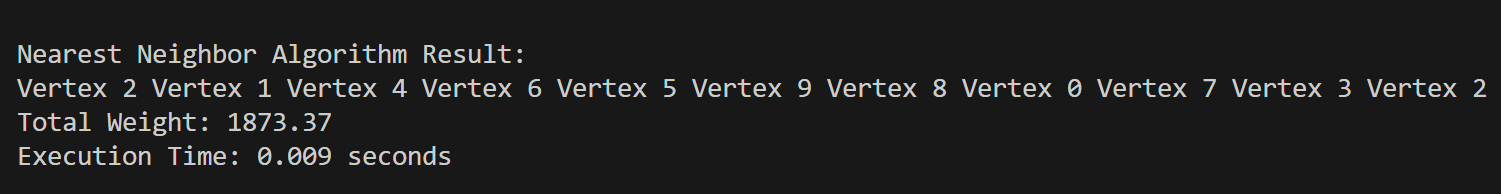 Nearest Neighbor Algorithm Result:
Vertex 2 Vertex 1 Vertex 4 Vertex 6 Vertex 5 Vertex 9 Vertex 8 Vertex 0 Vertex 7 Vertex 3 Vertex 2
Total Weight: 1873.37
Execution Time: 0.009 seconds